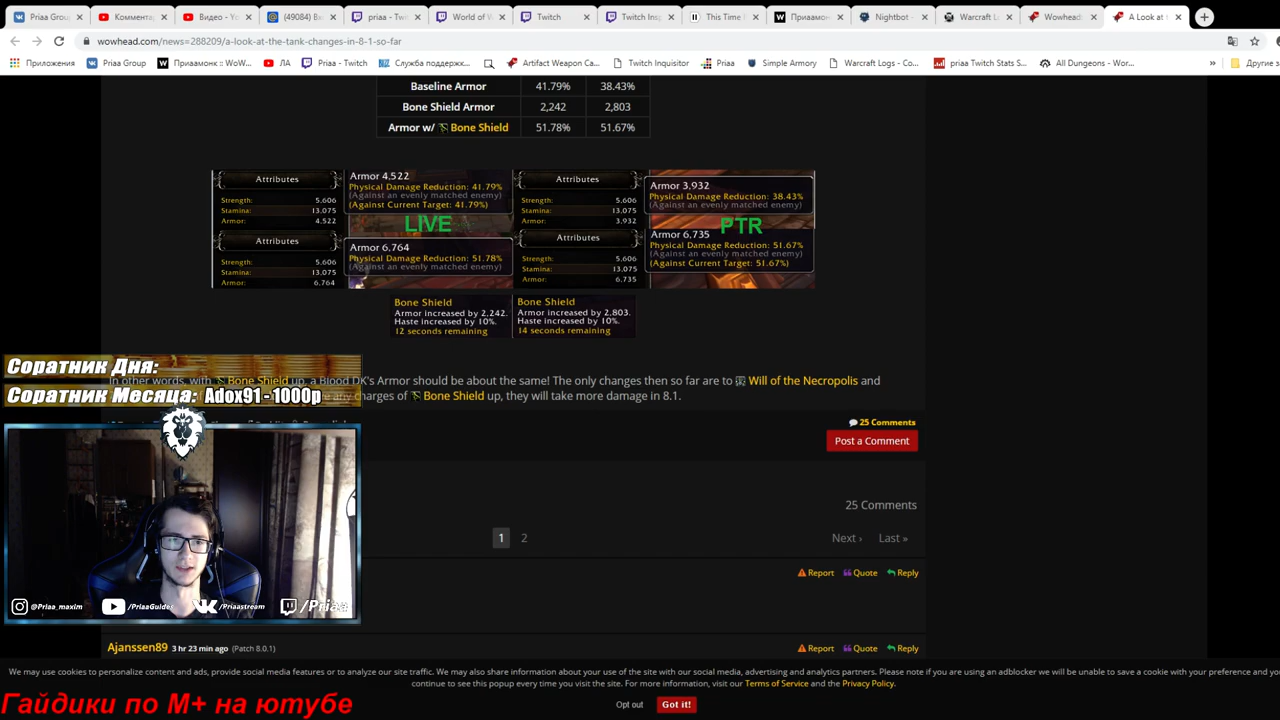 Priaa Grou
Коммента
Видео - Yo
(49084) Вх
priaa - Twi
World of W
Twitch
Twitch Insp
This Time
Приаамонк
Nightbot -
Warcraft L
Wowhead
A Look at
wowhead.com/news=288209/a-look-at-the-tank-changes-in-8-1-so-far
Приложения Priaa Group Приаамонк :: WoW... ЛА Priaa - Twitch Служба поддержк... Artifact Weapon Ca... Twitch Inquisitor Priaa Simple Armory Warcraft Logs - Co... priaa Twitch Stats S... All Dungeons - Wor... » Другие з
Baseline Armor 41.79% 38.43%
Bone Shield Armor 2,242 2,803
Armor w/ Bone Shield 51.78% 51.67%
Attributes
Strength: 5.606
Stamina: 13.075
Armor: 4.522
Armor 4.522
Physical Damage Reduction: 41.79%
(Against an evenly matched enemy)
(Against Current Target: 41.79%)
LIVE
Attributes
Strength: 5.606
Stamina: 13.075
Armor: 3.932
Armor 3,932
Physical Damage Reduction: 38.43%
(Against an evenly matched enemy)
PTR
Attributes
Strength: 5.606
Stamina: 13.075
Armor: 6.764
Armor 6.764
Physical Damage Reduction: 51.78%
(Against an evenly matched enemy)
Attributes
Strength: 5.606
Stamina: 13.075
Armor: 6.735
Armor 6,735
Physical Damage Reduction: 51.67%
(Against an evenly matched enemy)
(Against Current Target: 51.67%)
Bone Shield
Armor increased by 2,242.
Haste increased by 10%.
12 seconds remaining
Bone Shield
Armor increased by 2.803.
Haste increased by 10%.
14 seconds remaining
Соратник Дня:
In other words, with Bone Shield up, a Blood DK's Armor should be about the same! The only changes then so far are to Will of the Necropolis and
Соратник Месяца: Adox91 - 1000р
charges of Bone Shield up, they will take more damage in 8.1.
25 Comments
Post a Comment
25 Comments
1 2 Next › Last »
Report Quote Reply
@Priaa_maxim /PriaaGuides /Priaastream /Priaa
Ajanssen89 3 hr 23 min ago (Patch 8.0.1) Report Quote Reply
We may use cookies to personalize content and ads, provide social media features or to analyze our site traffic. We may also share information about your use of the site with our social media, advertising and analytics partners. Please note if you are using an adblocker we will be unable to save a cookie with your preference and you
continue to see this popup every time you visit the site. For more information, visit our Terms of Service and the Privacy Policy.
Opt out Got it!
Гайдики по М+ на ютубе